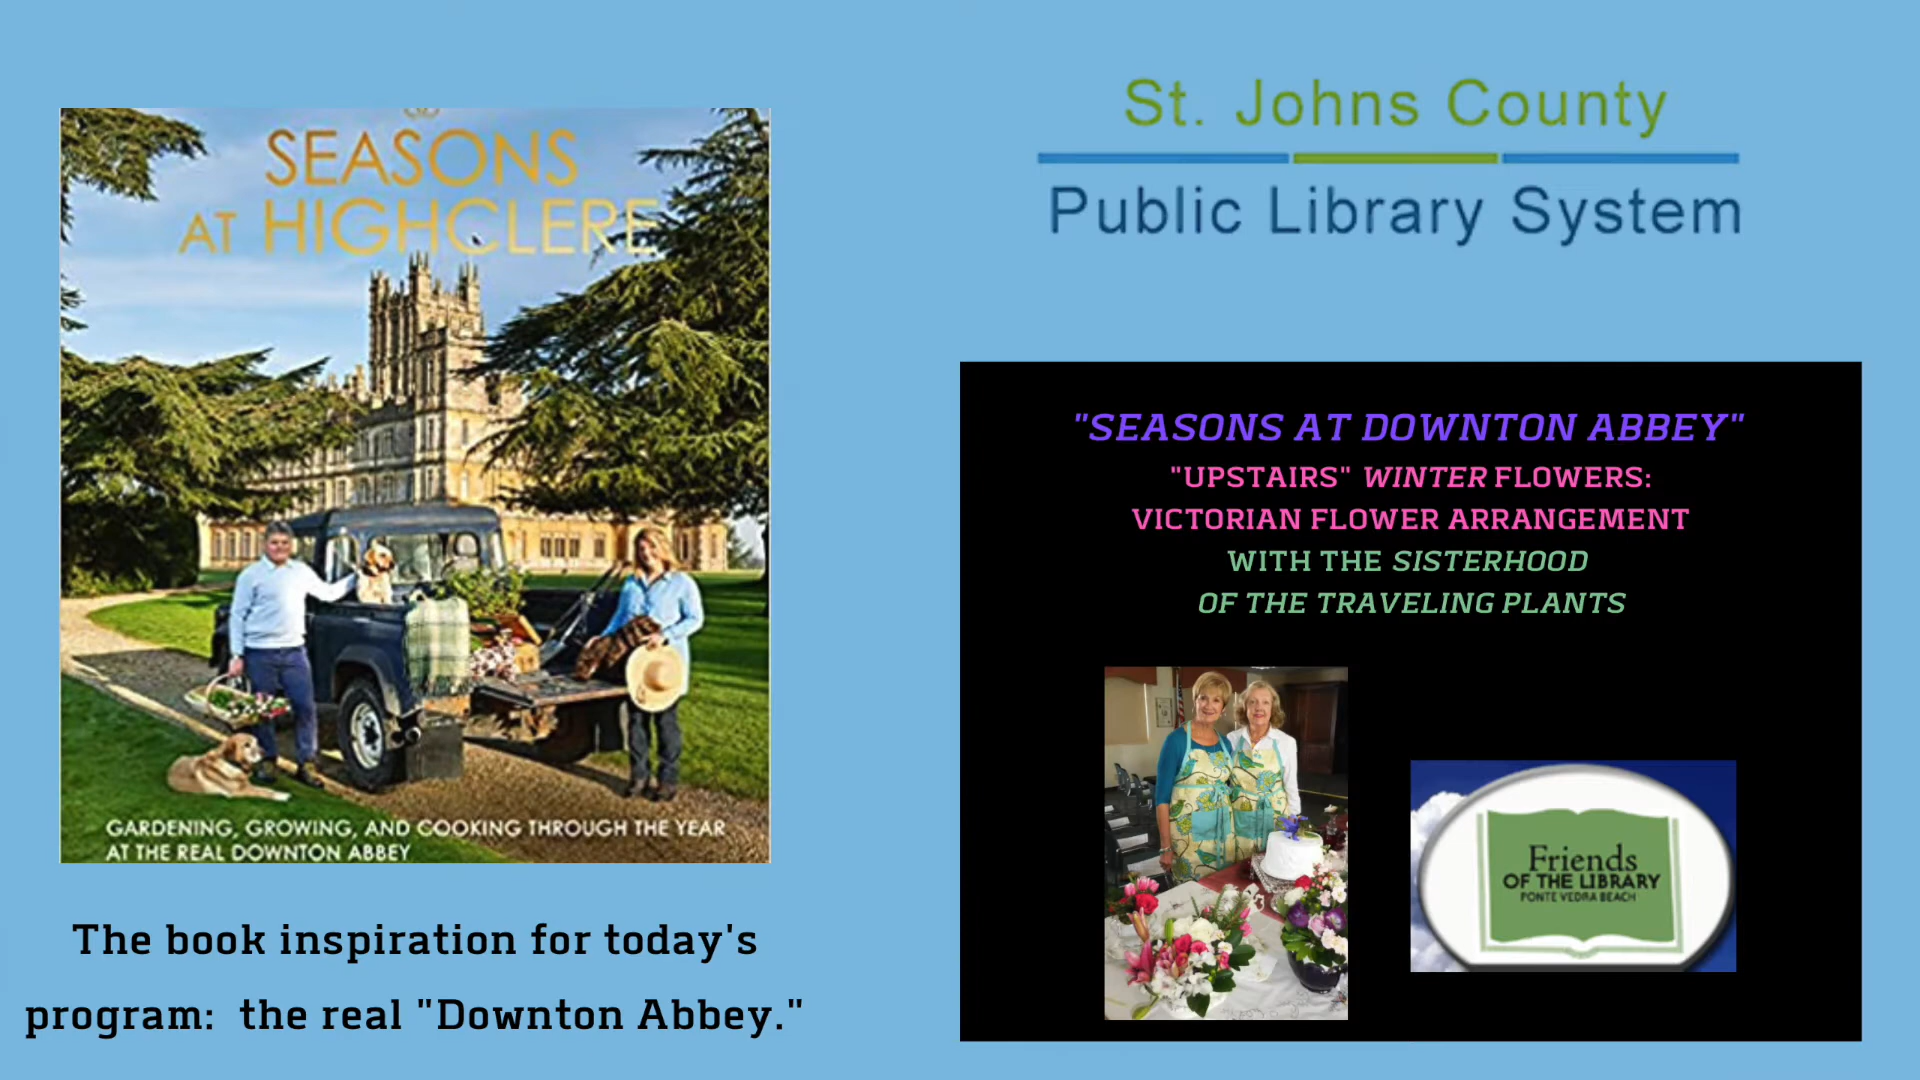 SEASONS
AT HIGHCLERE
GARDENING, GROWING, AND COOKING THROUGH THE YEAR
AT THE REAL DOWNTON ABBEY
The book inspiration for today's
program: the real "Downton Abbey."
St. Johns County
Public Library System
"SEASONS AT DOWNTON ABBEY"
"UPSTAIRS" WINTER FLOWERS:
VICTORIAN FLOWER ARRANGEMENT
WITH THE SISTERHOOD
OF THE TRAVELING PLANTS
Friends
OF THE LIBRARY
PONTE VEDRA BEACH